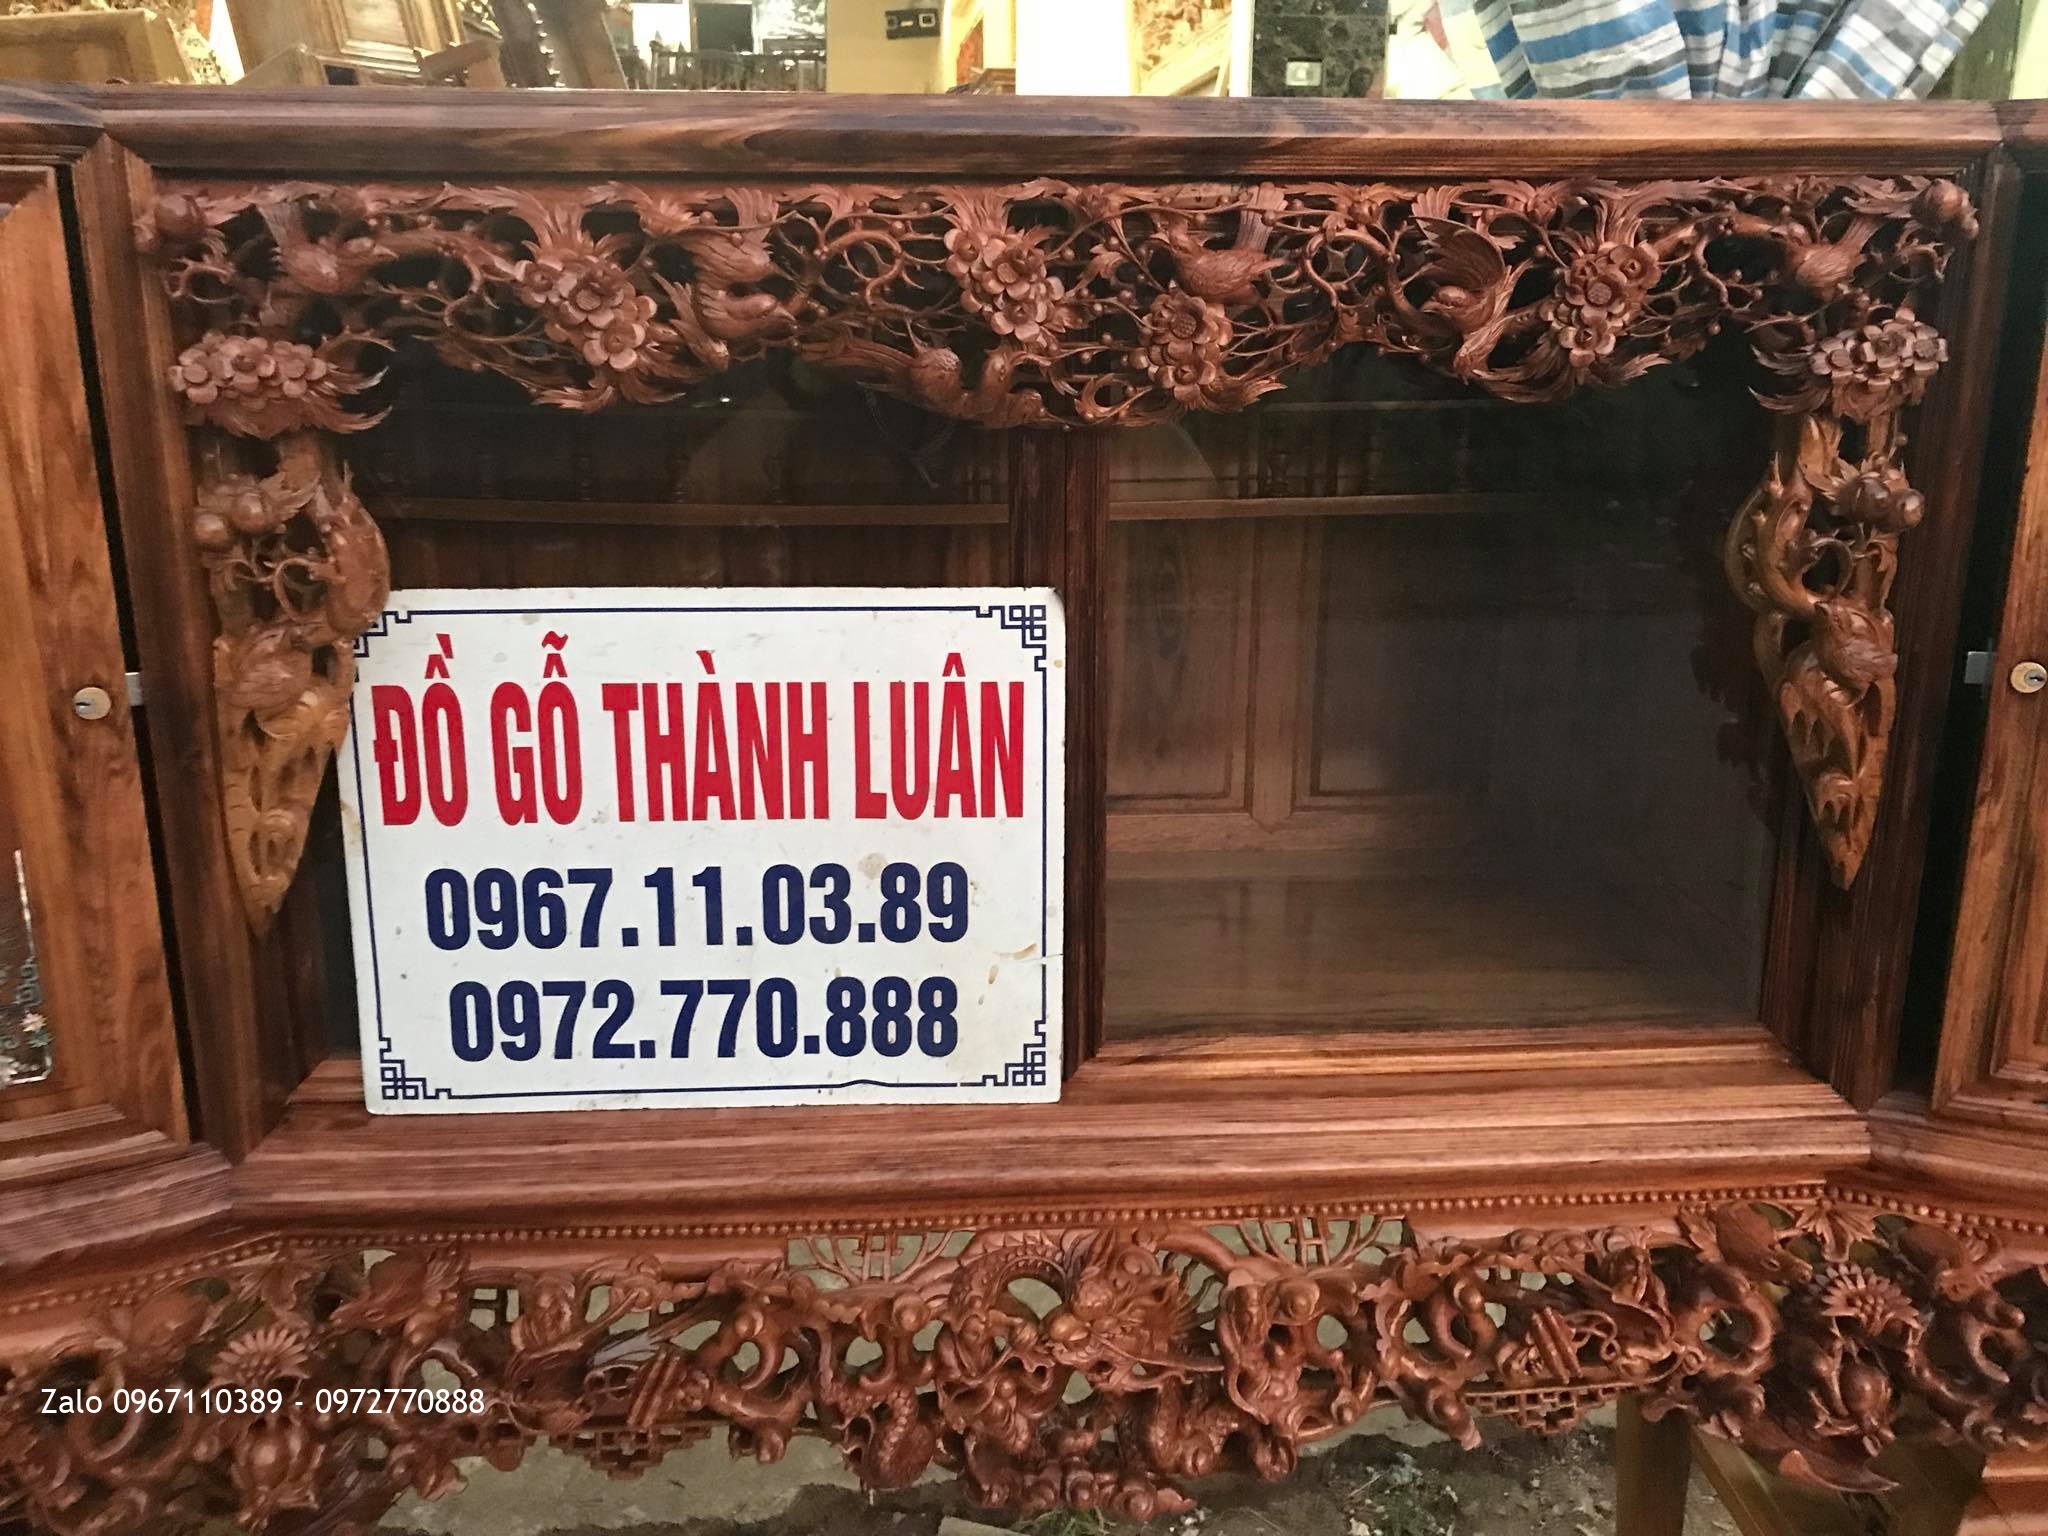 ĐỒ GỖ THÀNH LUÂN
0967.11.03.89
0972.770.888
Zalo 0967110389 - 0972770888